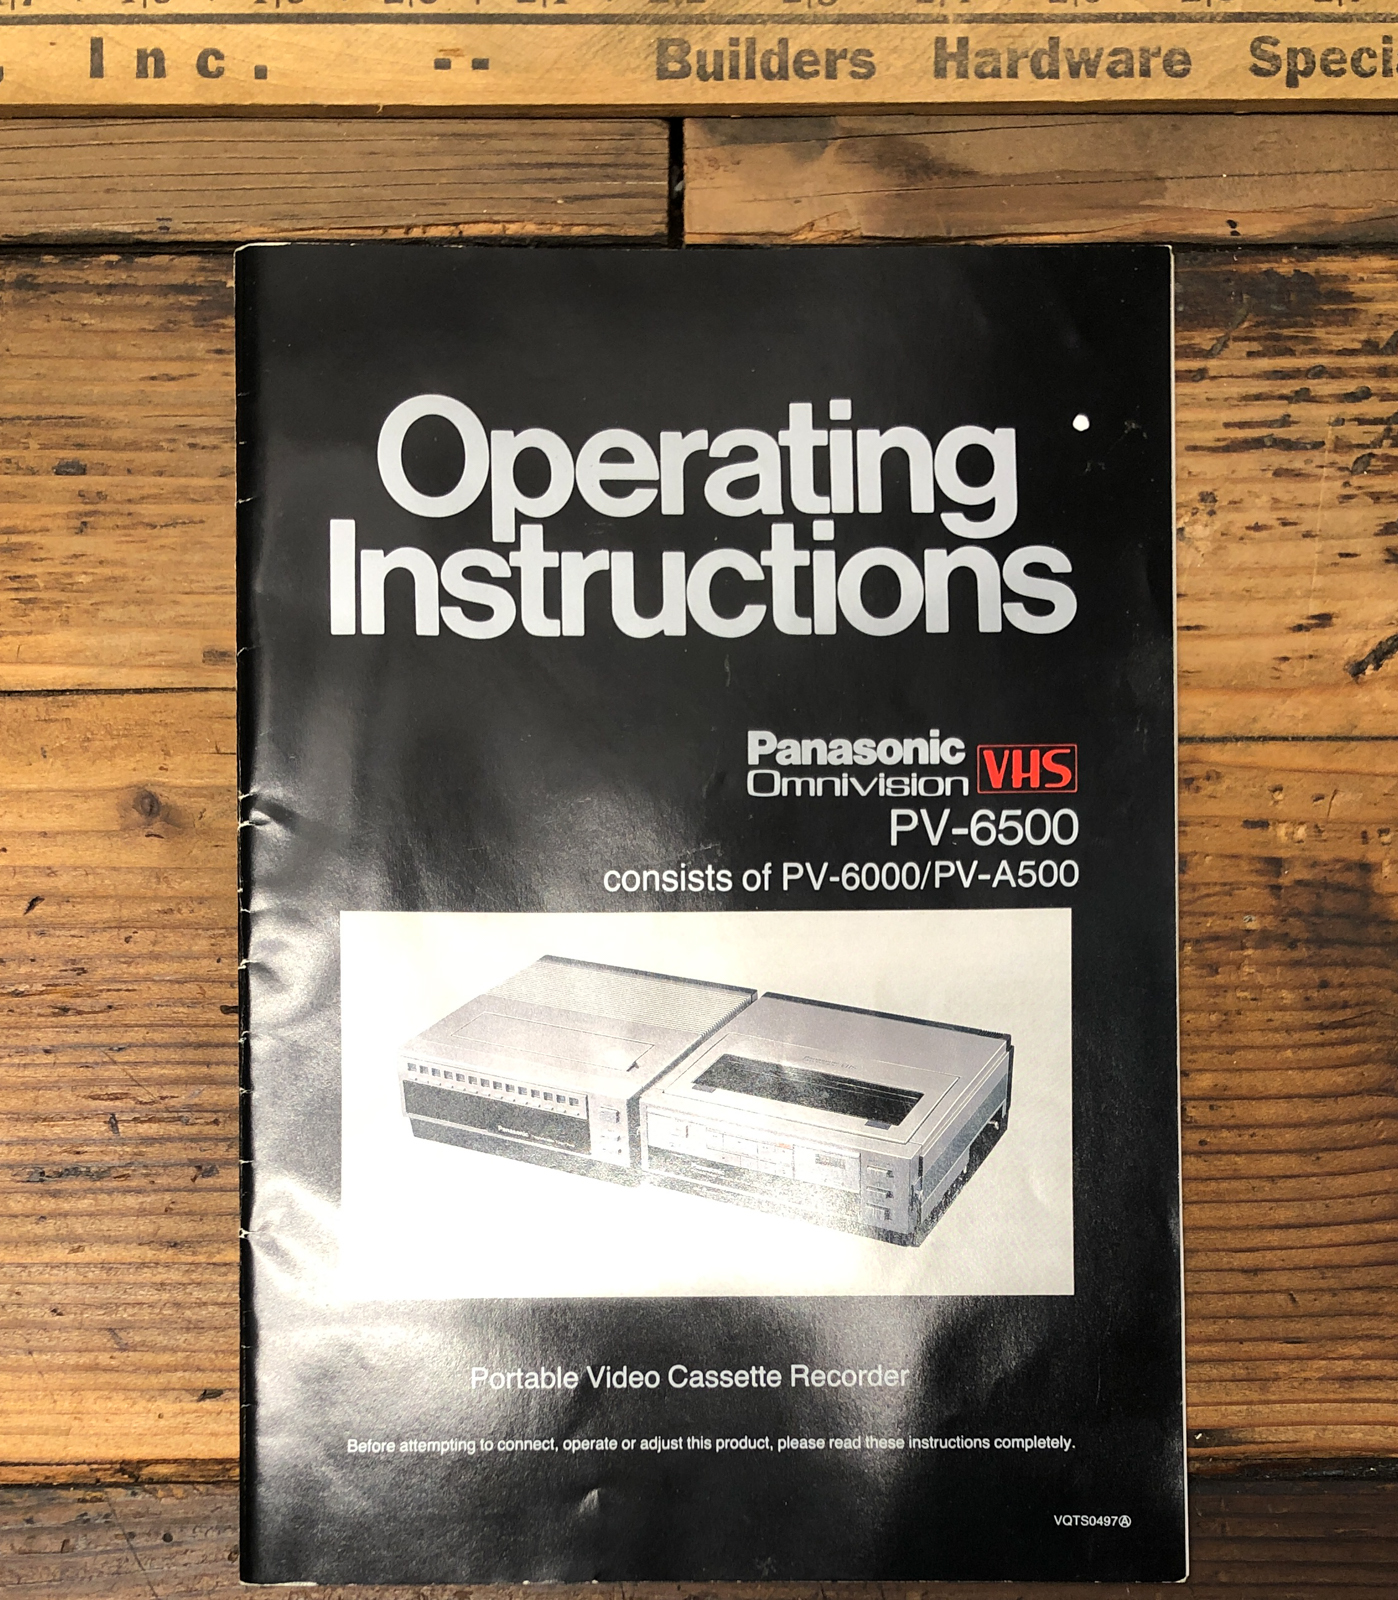 , Inc. -- Builders Hardware Speci
Operating
Instructions
Panasonic
Omnivision VHS
PV-6500
consists of PV-6000/PV-A500
Panasonic
Portable Video Cassette Recorder
Before attempting to connect, operate or adjust this product, please read these instructions completely.
VQTS0497Ⓐ